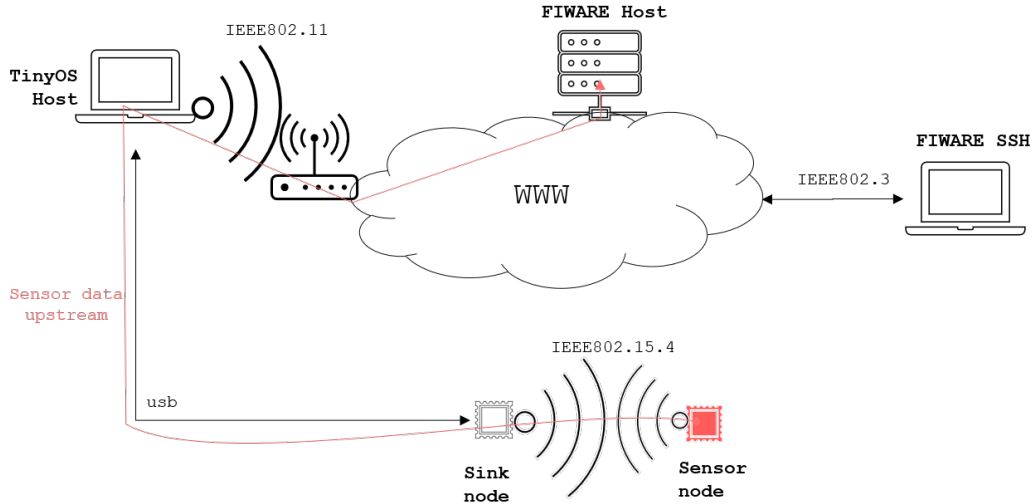 FIWARE Host
IEEE802.11
TinyOS
Host
FIWARE SSH
IEEE802.3
WWW
Sensor data
upstream
IEEE802.15.4
usb
Sink
node
Sensor
node